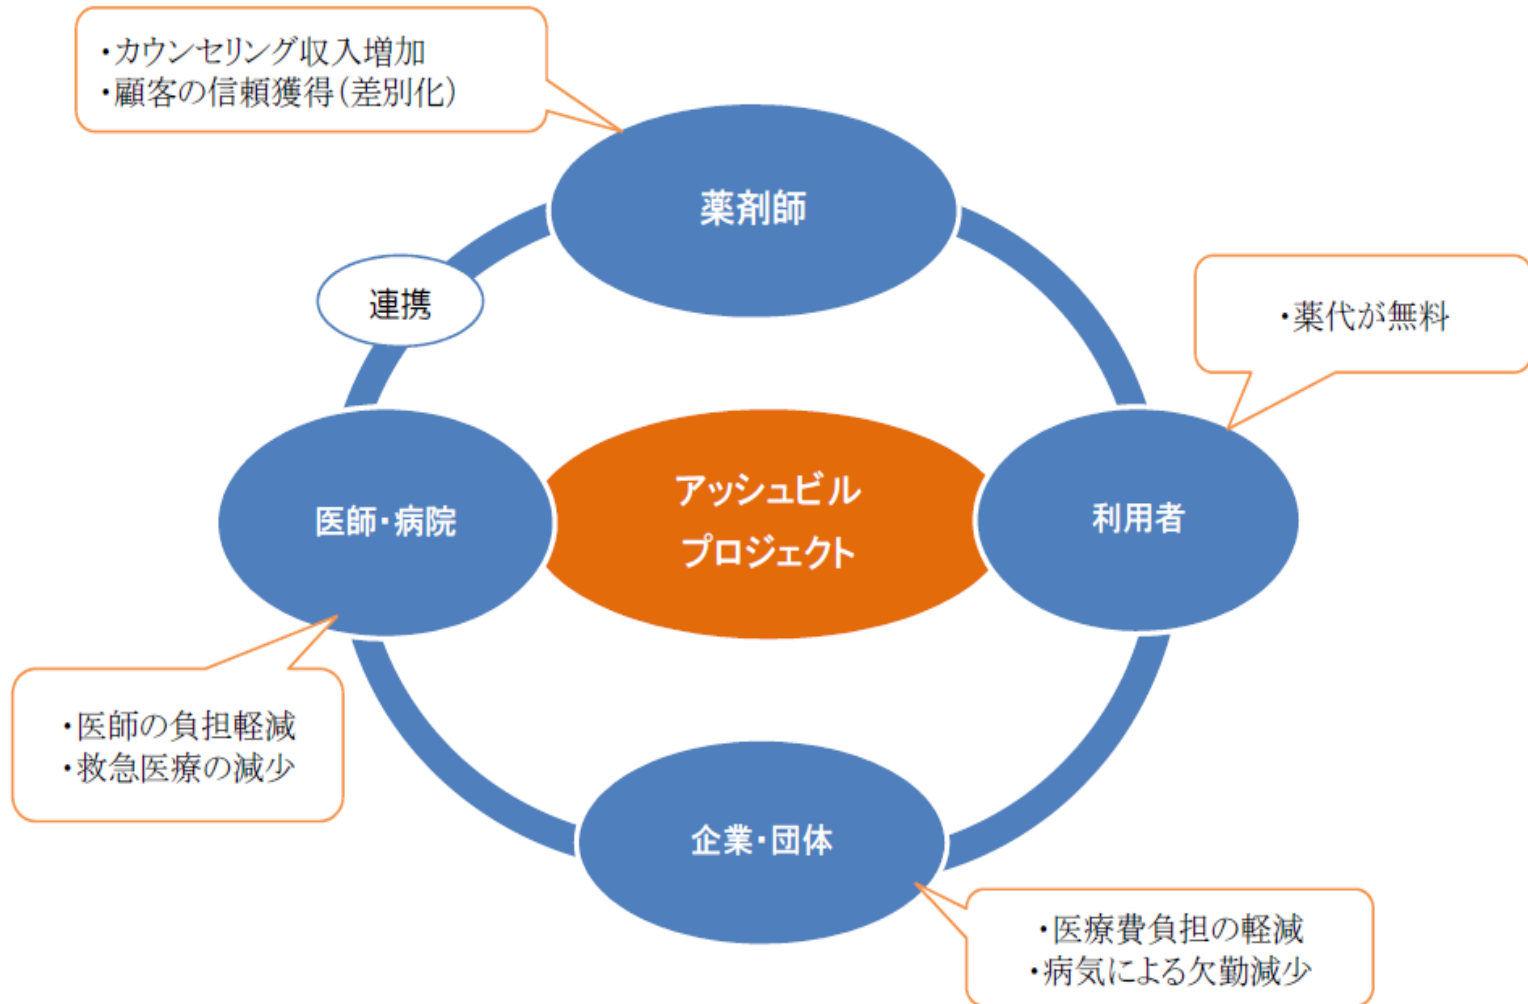 ・カウンセリング収入増加
・顧客の信頼獲得(差別化)
薬剤師
連携
・薬代が無料
アッシュビル
プロジェクト
医師・病院
利用者
・医師の負担軽減
・救急医療の減少
企業・団体
・医療費負担の軽減
・病気による欠勤減少